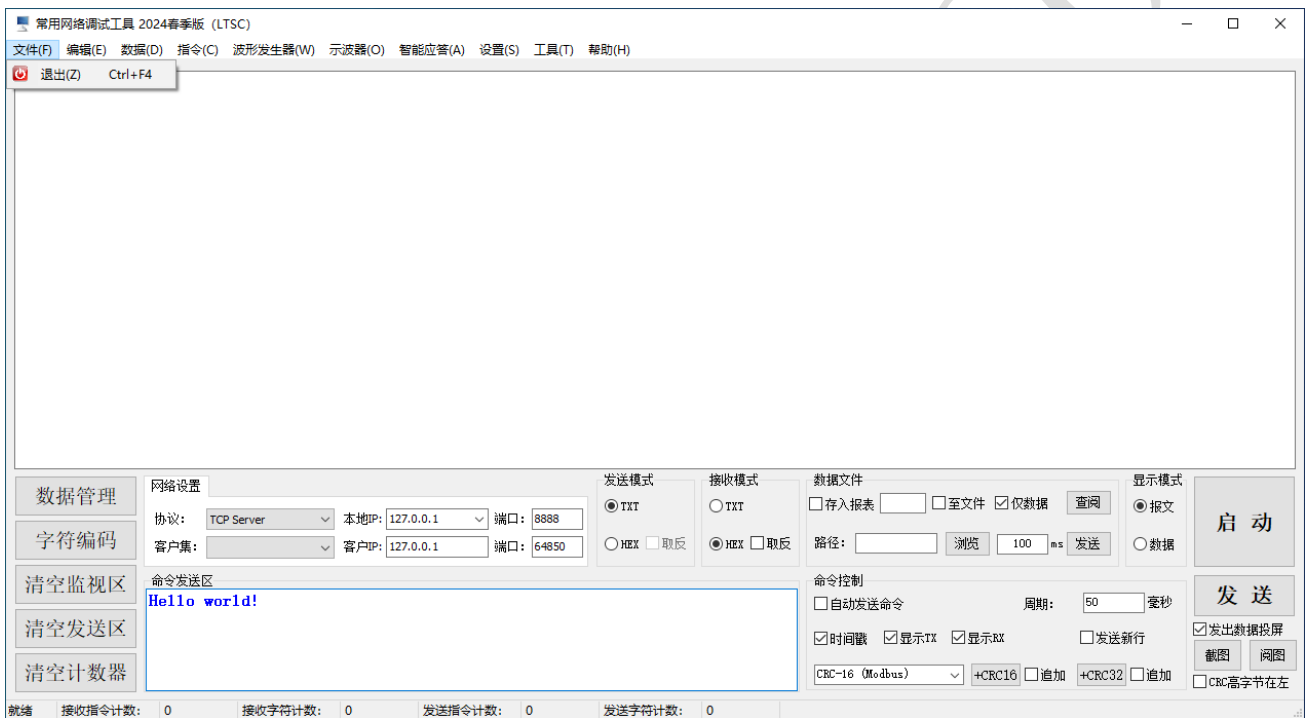 常用网络调试工具 2024春季版（LTSC）
文件(F) 编辑(E) 数据(D) 指令(C) 波形发生器(W) 示波器(O) 智能应答(A) 设置(S) 工具(T) 帮助(H)
退出(Z) Ctrl+F4
数据管理
字符编码
清空监视区
清空发送区
清空计数器
网络设置
协议: TCP Server 本地IP: 127.0.0.1 端口: 8888
客户集: 客户IP: 127.0.0.1 端口: 64850
发送模式
TXT
HEX 取反
接收模式
TXT
HEX 取反
数据文件
存入报表 至文件 仅数据 查阅
路径: 浏览 100 ms 发送
显示模式
报文
数据
启 动
命令发送区
Hello world!
命令控制
自动发送命令 周期: 50 毫秒
时间戳 显示TX 显示RX 发送新行
CRC-16 (Modbus) +CRC16 追加 +CRC32 追加
发 送
发出数据投屏
截图 阅图
CRC高字节在左
就绪 接收指令计数: 0 接收字符计数: 0 发送指令计数: 0 发送字符计数: 0